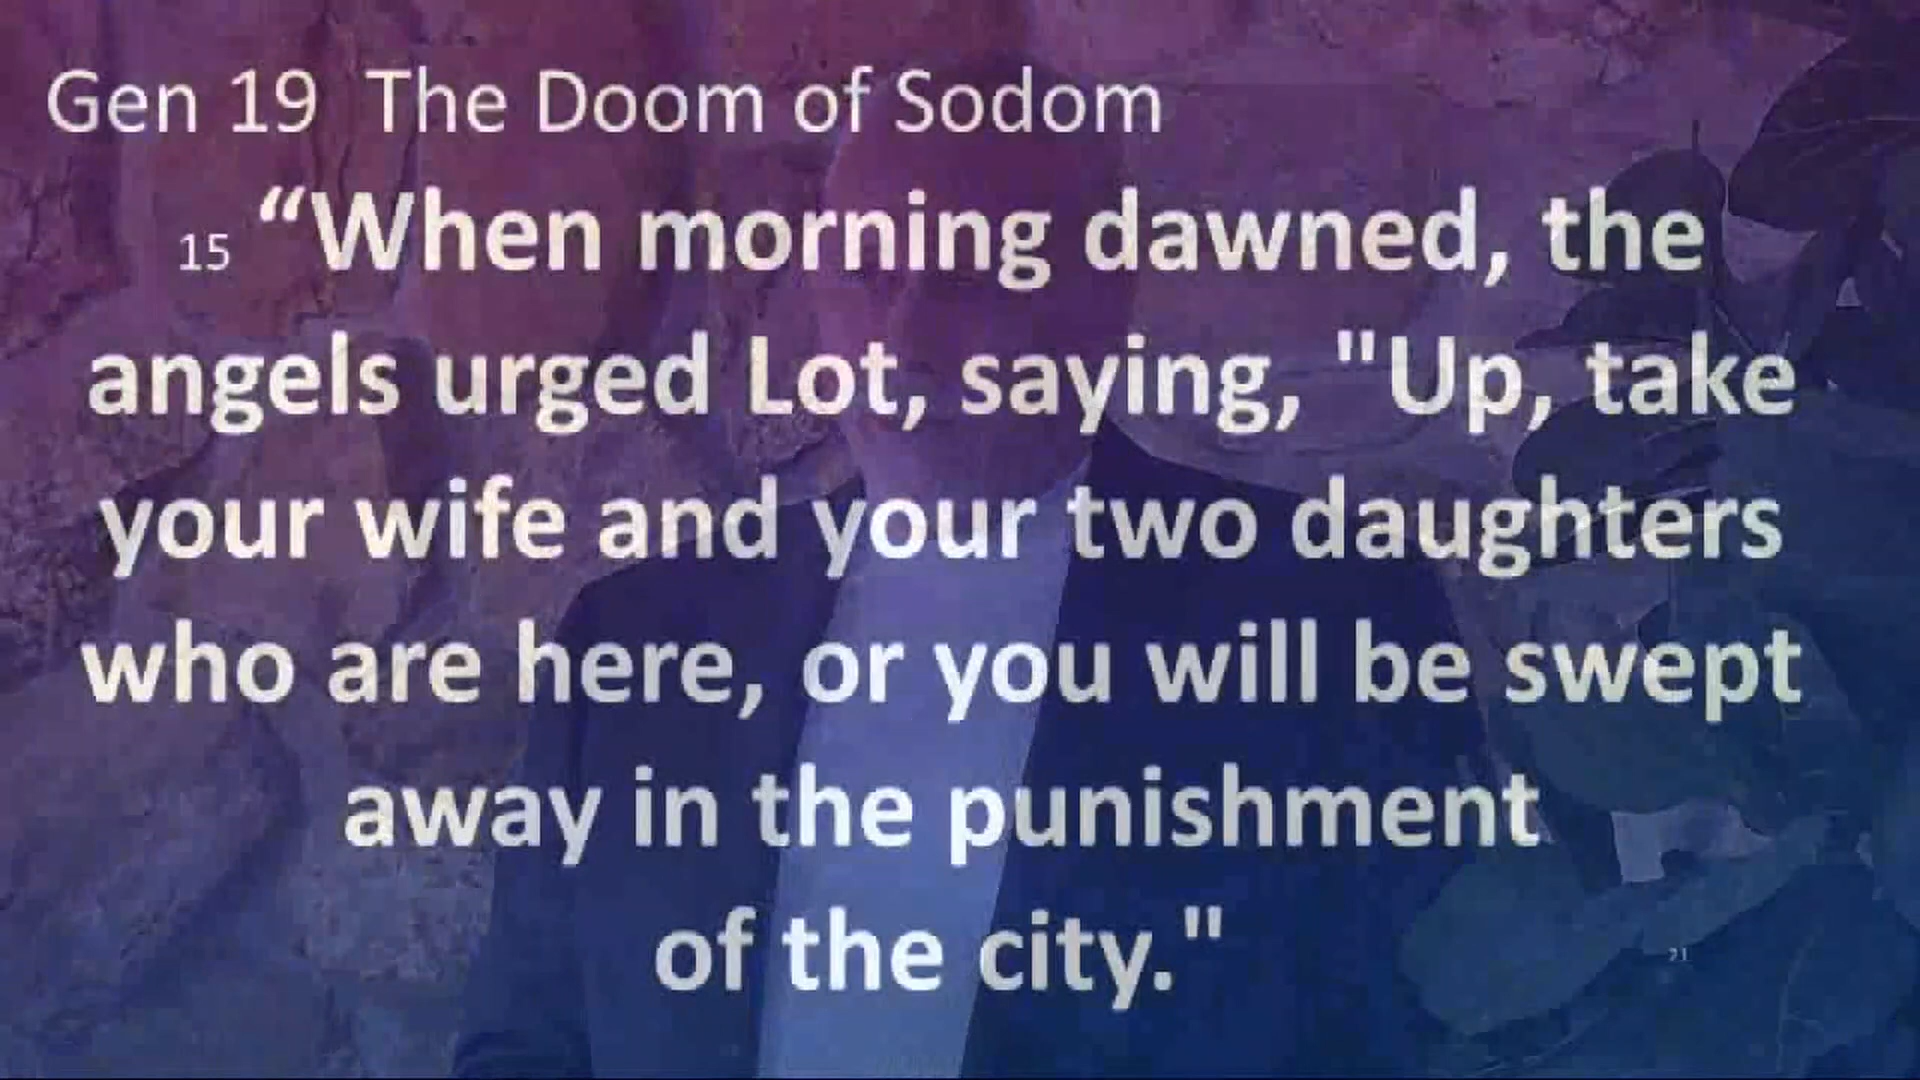 Gen 19 The Doom of Sodom
15 “When morning dawned, the
angels urged Lot, saying, "Up, take
your wife and your two daughters
who are here, or you will be swept
away in the punishment
of the city."
21